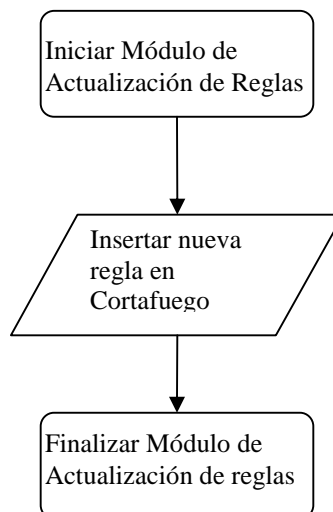 Iniciar Módulo de
Actualización de Reglas
Insertar nueva
regla en
Cortafuego
Finalizar Módulo de
Actualización de reglas